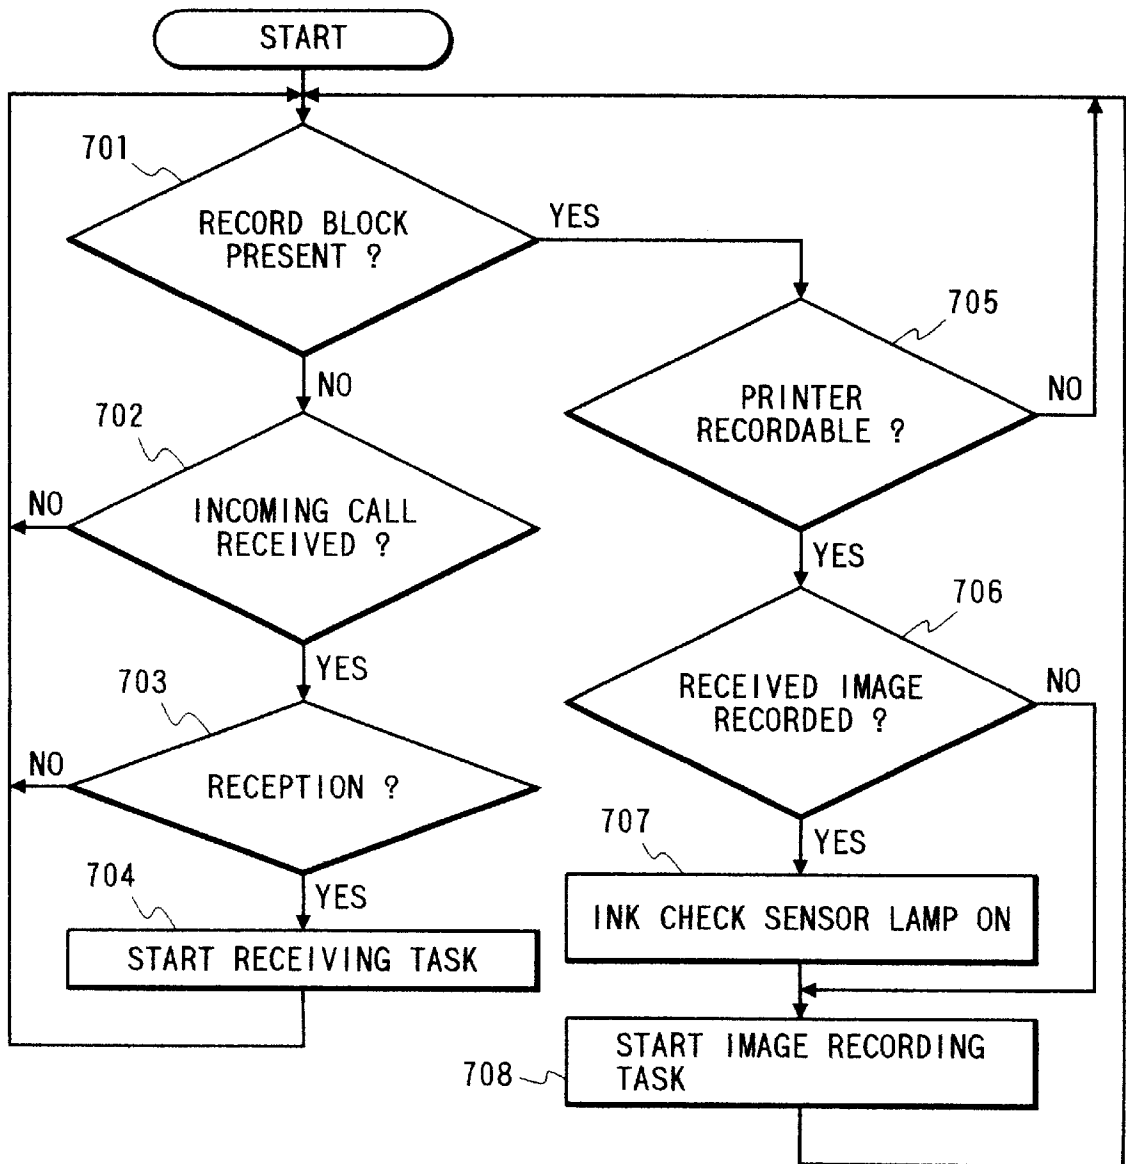 START
701
RECORD BLOCK
PRESENT ?
YES
NO
705
PRINTER
RECORDABLE ?
NO
YES
702
INCOMING CALL
RECEIVED ?
NO
YES
706
RECEIVED IMAGE
RECORDED ?
NO
YES
703
RECEPTION ?
NO
YES
707
INK CHECK SENSOR LAMP ON
704
START RECEIVING TASK
708
START IMAGE RECORDING
TASK